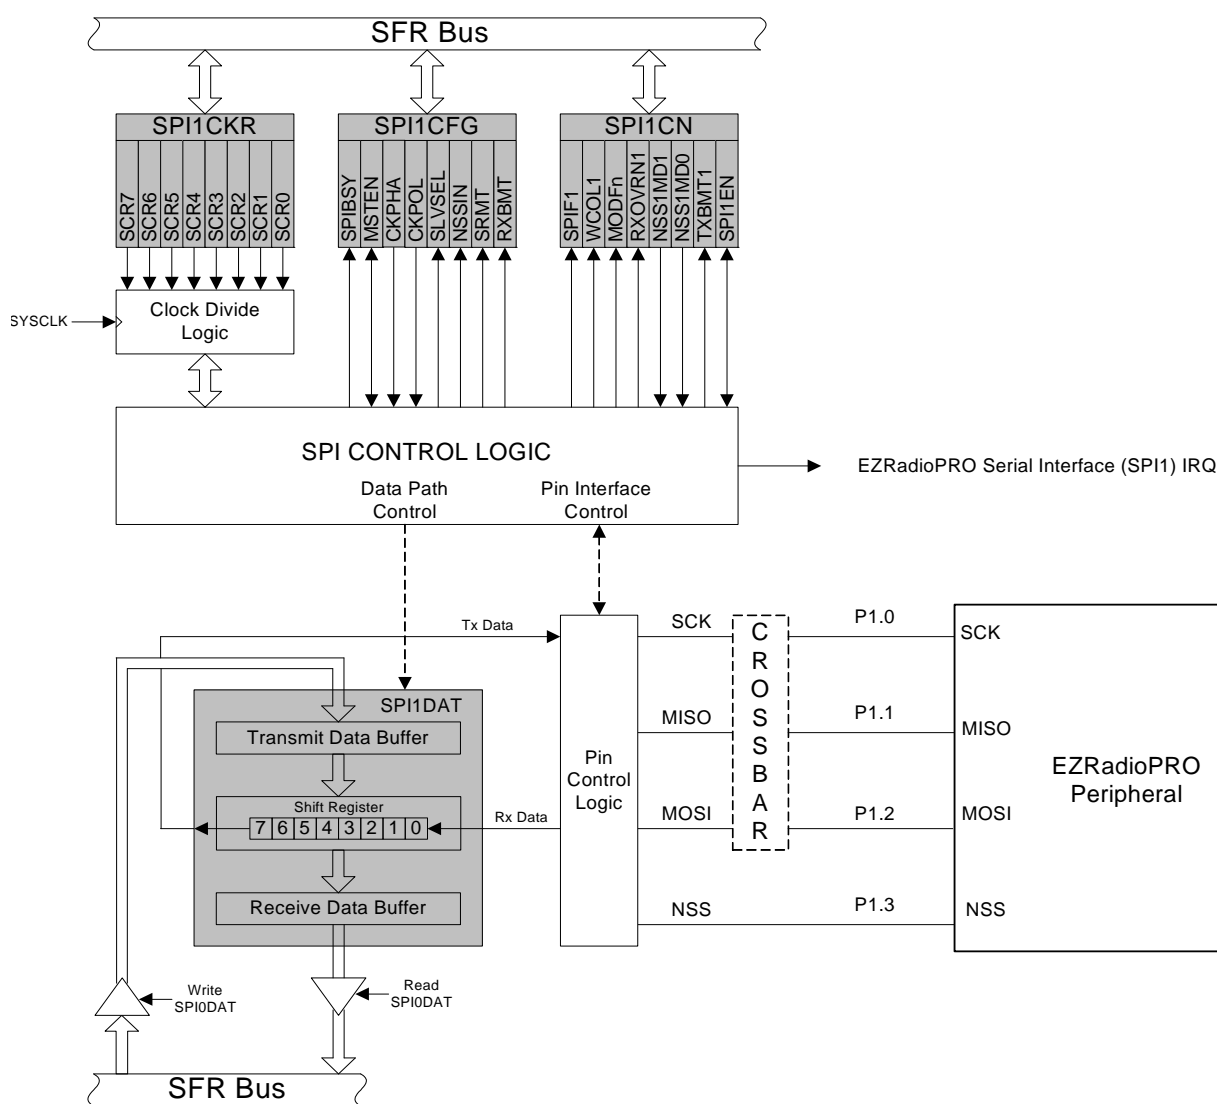 SFR Bus
SPI1CKR
SCR7
SCR6
SCR5
SCR4
SCR3
SCR2
SCR1
SCR0
SPI1CFG
SPIBSY
MSTEN
CKPHA
CKPOL
SLVSEL
NSSIN
SRMT
RXBMT
SPI1CN
SPIF1
WCOL1
MODFn
RXOVRN1
NSS1MD1
NSS1MD0
TXBMT1
SPI1EN
SYSCLK
Clock Divide
Logic
SPI CONTROL LOGIC
Data Path
Control
Pin Interface
Control
EZRadioPRO Serial Interface (SPI1) IRQ
Tx Data
SPI1DAT
Transmit Data Buffer
Shift Register
7 6 5 4 3 2 1 0
Receive Data Buffer
Rx Data
Pin
Control
Logic
SCK
MISO
MOSI
NSS
CROSSBAR
P1.0
P1.1
P1.2
P1.3
SCK
MISO
MOSI
NSS
EZRadioPRO
Peripheral
Write
SPI0DAT
Read
SPI0DAT
SFR Bus